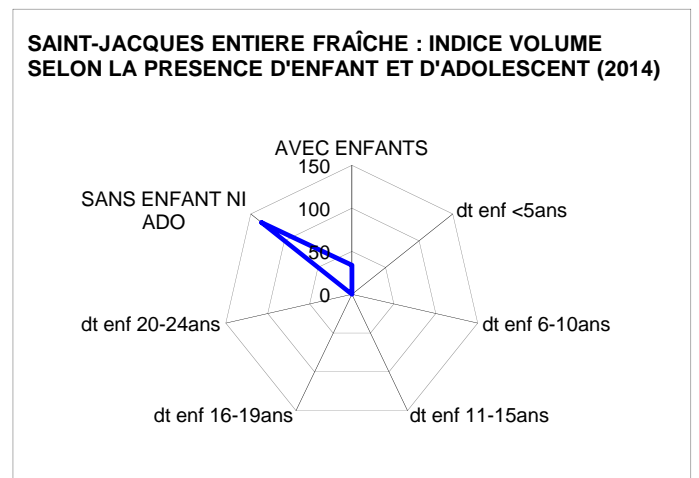 SAINT-JACQUES ENTIERE FRAÎCHE : INDICE VOLUME
SELON LA PRESENCE D'ENFANT ET D'ADOLESCENT (2014)
AVEC ENFANTS
150
SANS ENFANT NI
ADO
100
dt enf <5ans
50
0
dt enf 20-24ans
dt enf 6-10ans
dt enf 16-19ans
dt enf 11-15ans